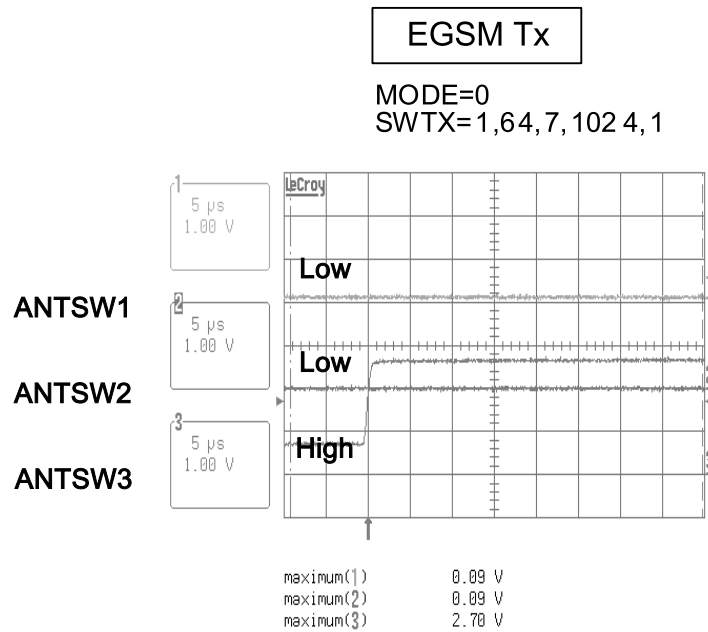 EGSM Tx
MODE=0
SWTX=1,64,7,1024,1
1
5 µs
1.00 V
LeCroy
Low
ANTSW1
2
5 µs
1.00 V
Low
ANTSW2
3
5 µs
1.00 V
High
ANTSW3
maximum(1) 0.09 V
maximum(2) 0.09 V
maximum(3) 2.70 V